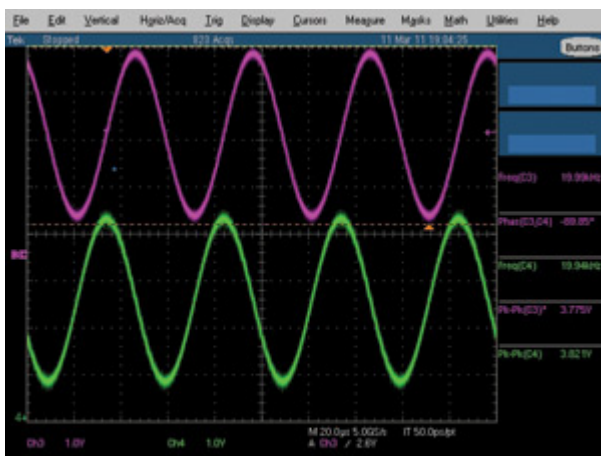 File Edit Vertical Horiz/Acq Trig Display Cursors Measure Masks Math Utilities Help
Tek Stopped 820 Acqs 11 Mar 11 19:04:25
Buttons
Freq(C3) 19.99kHz
Freq(C4) 19.94kHz
Pk-Pk(C3)* 3.775V
Pk-Pk(C4) 3.821V
Ch3 1.0V Ch4 1.0V
M 20.0µs 5.0GS/s IT 50.0ps/pt
A Ch3 / 2.6V